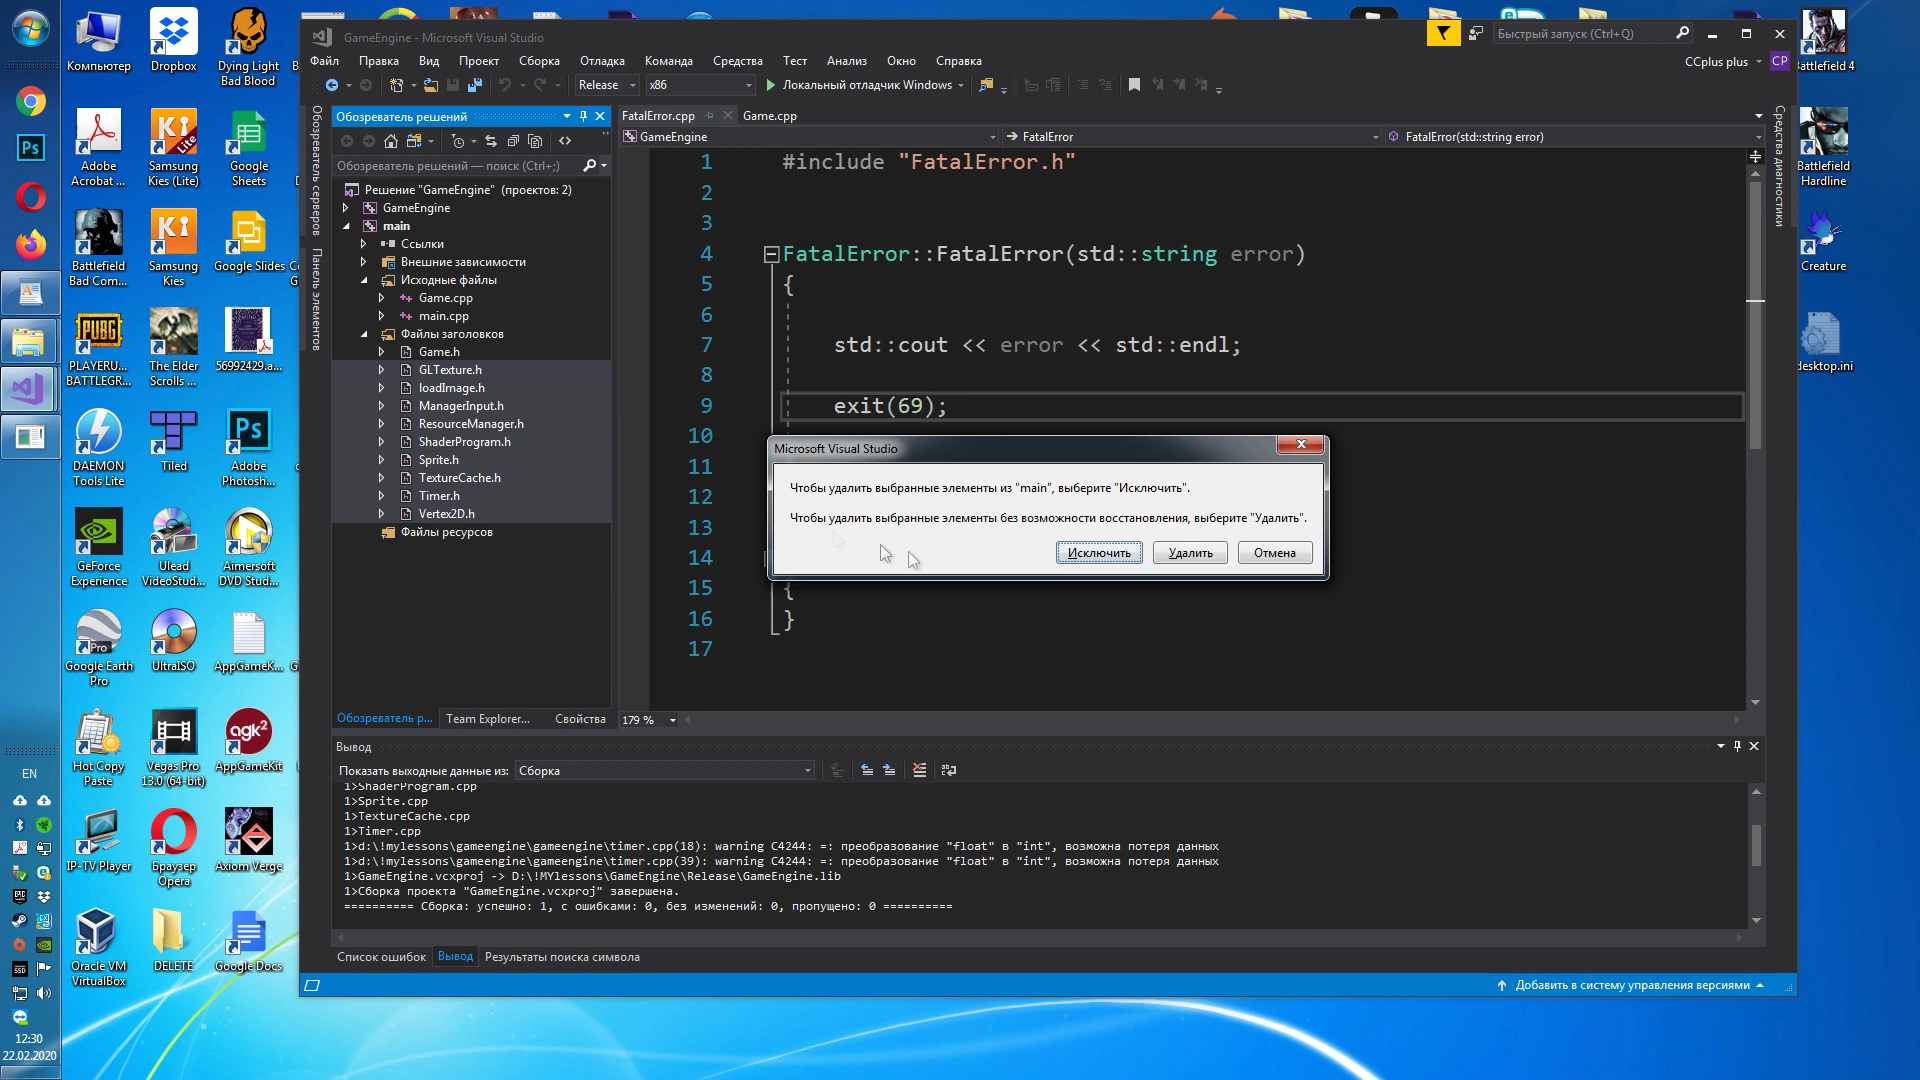 Компьютер
Dropbox
Dying Light
Bad Blood
Adobe
Acrobat ...
Samsung
Kies (Lite)
Google
Sheets
Battlefield
Bad Com...
Samsung
Kies
Google Slides
PLAYERU...
BATTLEGR...
The Elder
Scrolls ...
56992429.a...
DAEMON
Tools Lite
Tiled
Adobe
Photosh...
GeForce
Experience
Ulead
VideoStud...
Aimersoft
DVD Stud...
Google Earth
Pro
UltraISO
AppGameK...
Hot Copy
Paste
Vegas Pro
13.0 (64-bit)
AppGameKit
IP-TV Player
Браузер
Opera
Axiom Verge
Oracle VM
VirtualBox
DELETE
Google Docs
EN
12:30
22.02.2020
GameEngine - Microsoft Visual Studio
Быстрый запуск (Ctrl+Q)
Файл Правка Вид Проект Сборка Отладка Команда Средства Тест Анализ Окно Справка
CCplus plus CP
Release x86 Локальный отладчик Windows
Обозреватель серверов
Панель элементов
Обозреватель решений
Обозреватель решений — поиск (Ctrl+;)
Решение "GameEngine" (проектов: 2)
GameEngine
main
Ссылки
Внешние зависимости
Исходные файлы
Game.cpp
main.cpp
Файлы заголовков
Game.h
GLTexture.h
loadImage.h
ManagerInput.h
ResourceManager.h
ShaderProgram.h
Sprite.h
TextureCache.h
Timer.h
Vertex2D.h
Файлы ресурсов
Обозреватель р... Team Explorer... Свойства
FatalError.cpp Game.cpp
GameEngine FatalError FatalError(std::string error)
1 #include "FatalError.h"
2
3
4 FatalError::FatalError(std::string error)
5 {
6
7 std::cout << error << std::endl;
8
9 exit(69);
10
11
12
13
14
15 {
16 }
17
179 %
Microsoft Visual Studio
Чтобы удалить выбранные элементы из "main", выберите "Исключить".
Чтобы удалить выбранные элементы без возможности восстановления, выберите "Удалить".
Исключить Удалить Отмена
Средства диагностики
Вывод
Показать выходные данные из: Сборка
1>ShaderProgram.cpp
1>Sprite.cpp
1>TextureCache.cpp
1>Timer.cpp
1>d:\!mylessons\gameengine\gameengine\timer.cpp(18): warning C4244: =: преобразование "float" в "int", возможна потеря данных
1>d:\!mylessons\gameengine\gameengine\timer.cpp(39): warning C4244: =: преобразование "float" в "int", возможна потеря данных
1>GameEngine.vcxproj -> D:\!MYlessons\GameEngine\Release\GameEngine.lib
1>Сборка проекта "GameEngine.vcxproj" завершена.
========== Сборка: успешно: 1, с ошибками: 0, без изменений: 0, пропущено: 0 ==========
Список ошибок Вывод Результаты поиска символа
Добавить в систему управления версиями
Battlefield 4
Battlefield
Hardline
Creature
desktop.ini